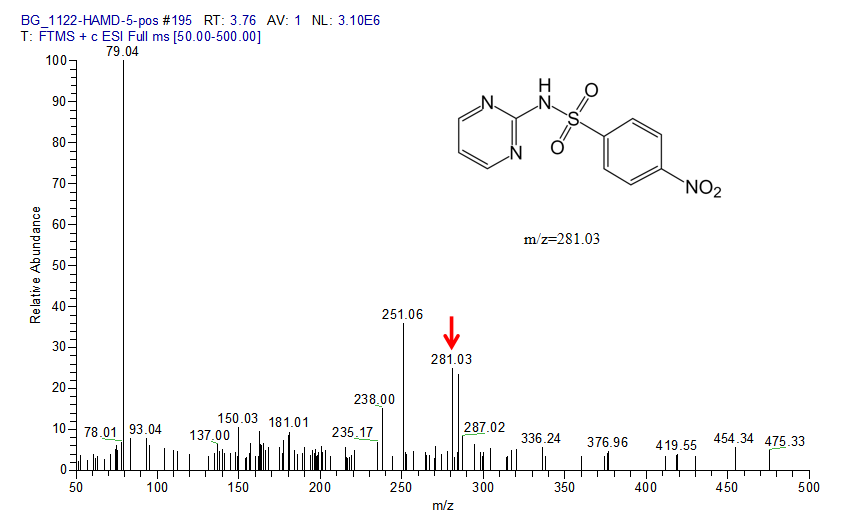 BG_1122-HAMD-5-pos #195 RT: 3.76 AV: 1 NL: 3.10E6
T: FTMS + c ESI Full ms [50.00-500.00]
79.04
100
90
80
70
60
50
40
30
20
10
0
Relative Abundance
H
N
N
N
S
O
O
NO2
m/z=281.03
251.06
281.03
238.00
150.03
181.01
78.01
93.04
137.00
235.17
287.02
336.24
376.96
419.55
454.34
475.33
50
100
150
200
250
300
350
400
450
500
m/z